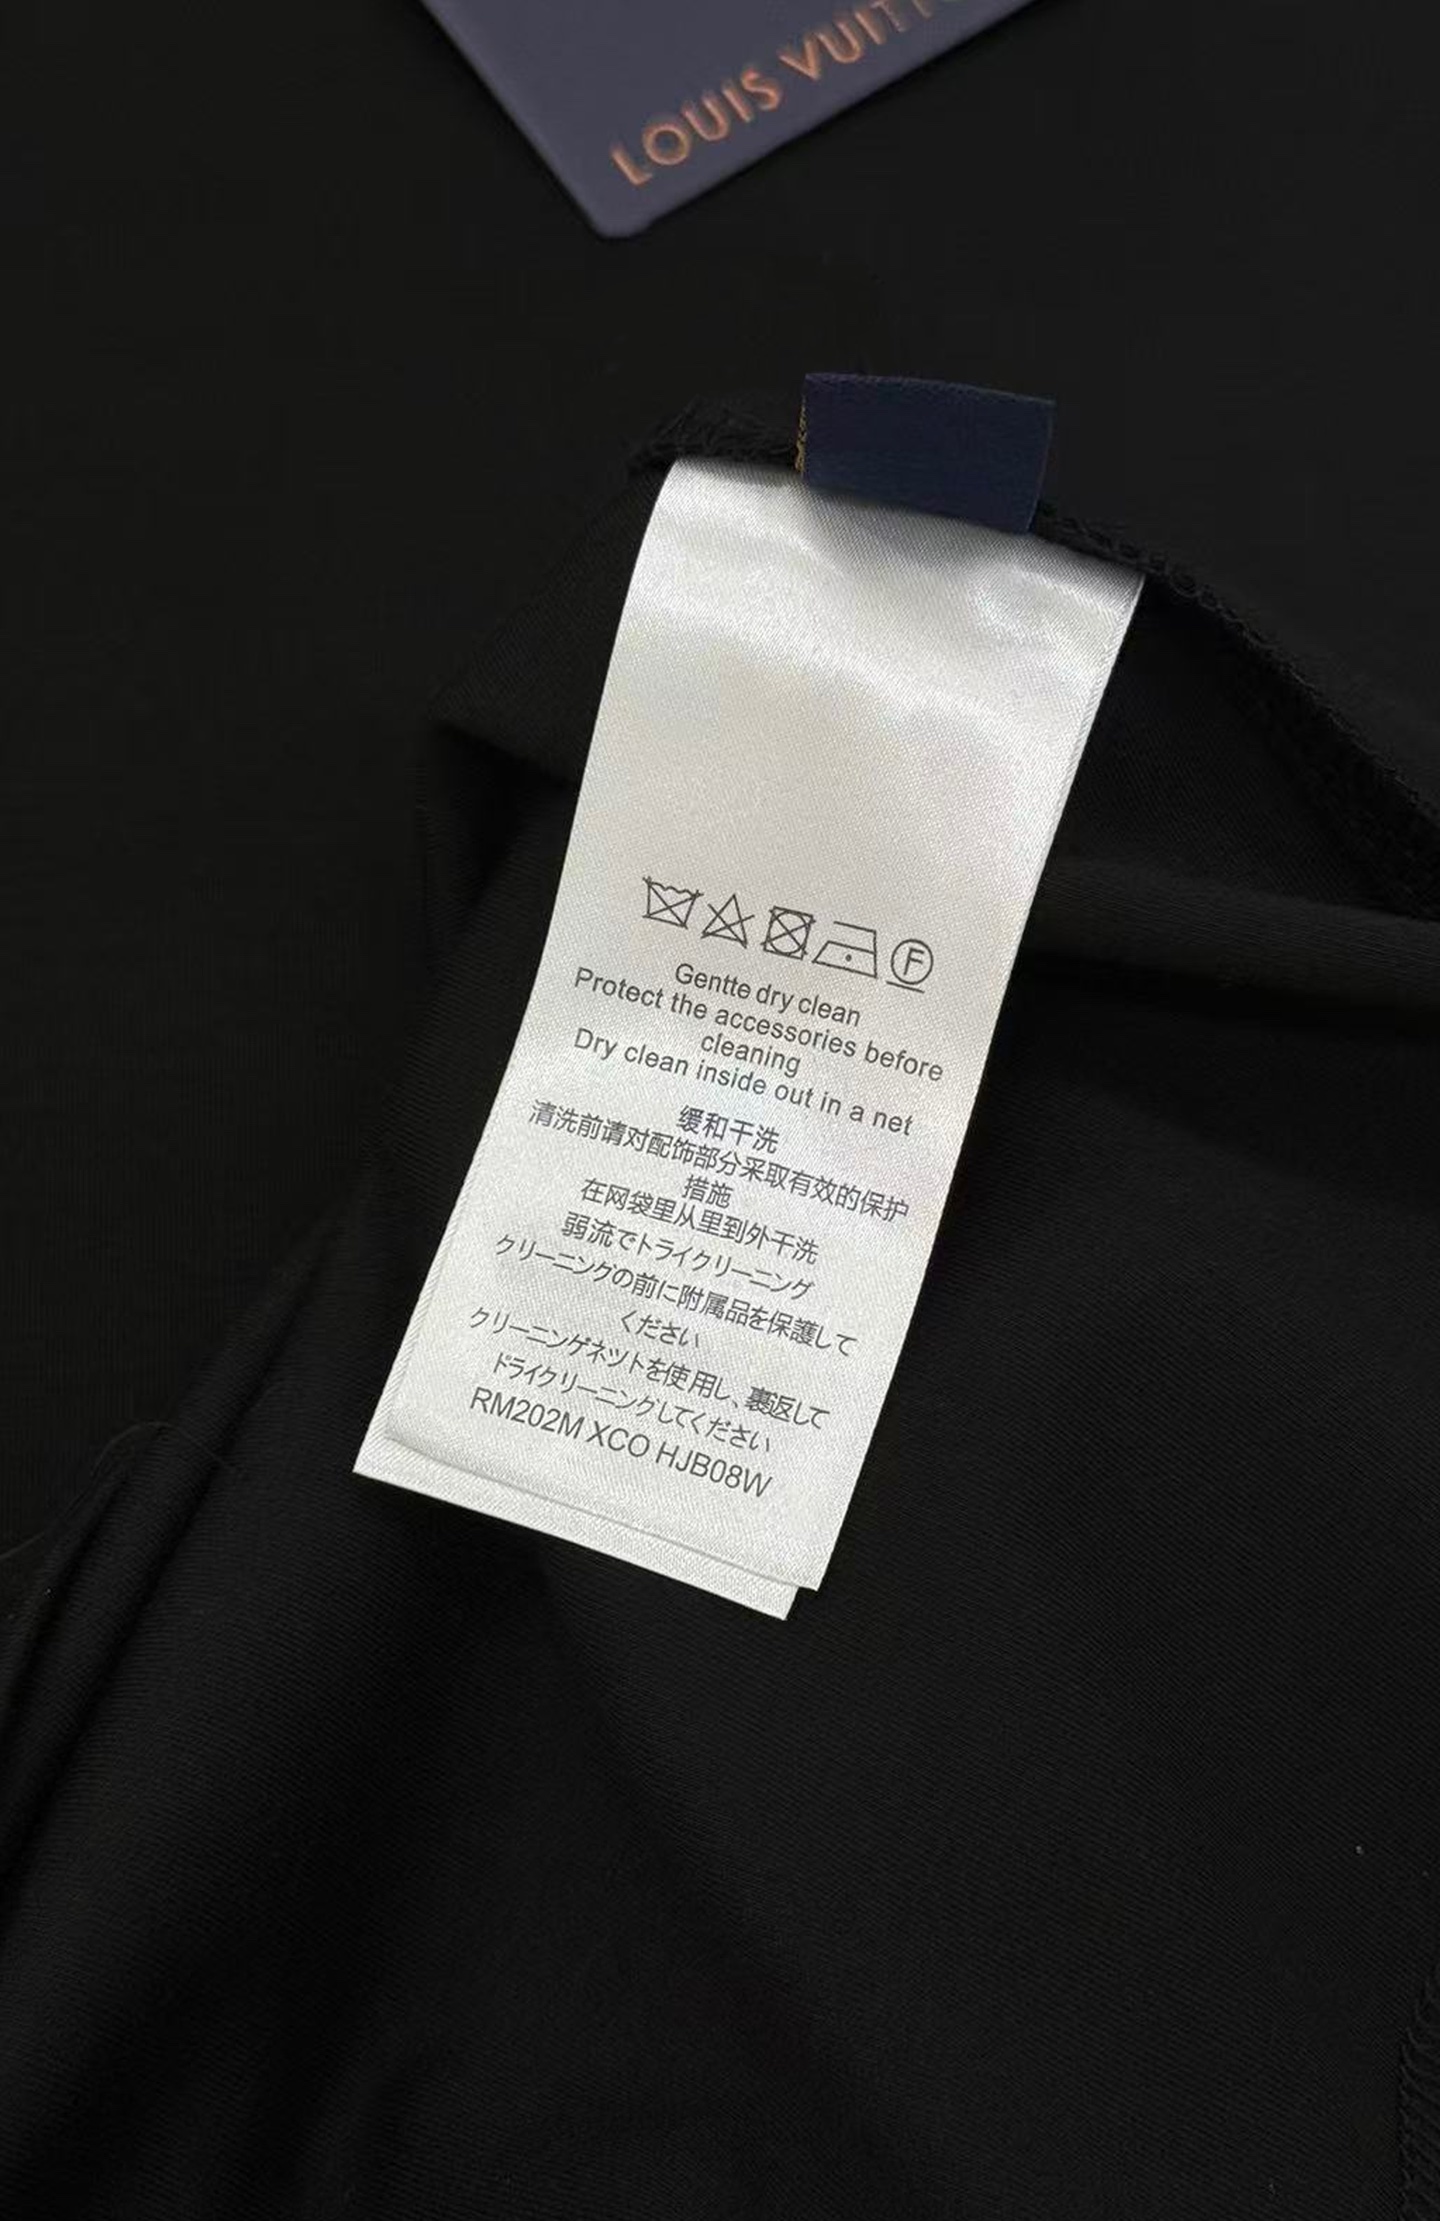 LOUIS VUITT
F
Gentte dry clean
Protect the accessories before
cleaning
Dry clean inside out in a net
缓和干洗
清洗前请对配饰部分采取有效的保护
措施
在网袋里从里到外干洗
弱流でトライクリーニング
クリーニングの前に附属品を保護して
ください
クリーニンゲネツトを使用し、裏返して
ドライクリーニングしてください
RM202M XCO HJB08W